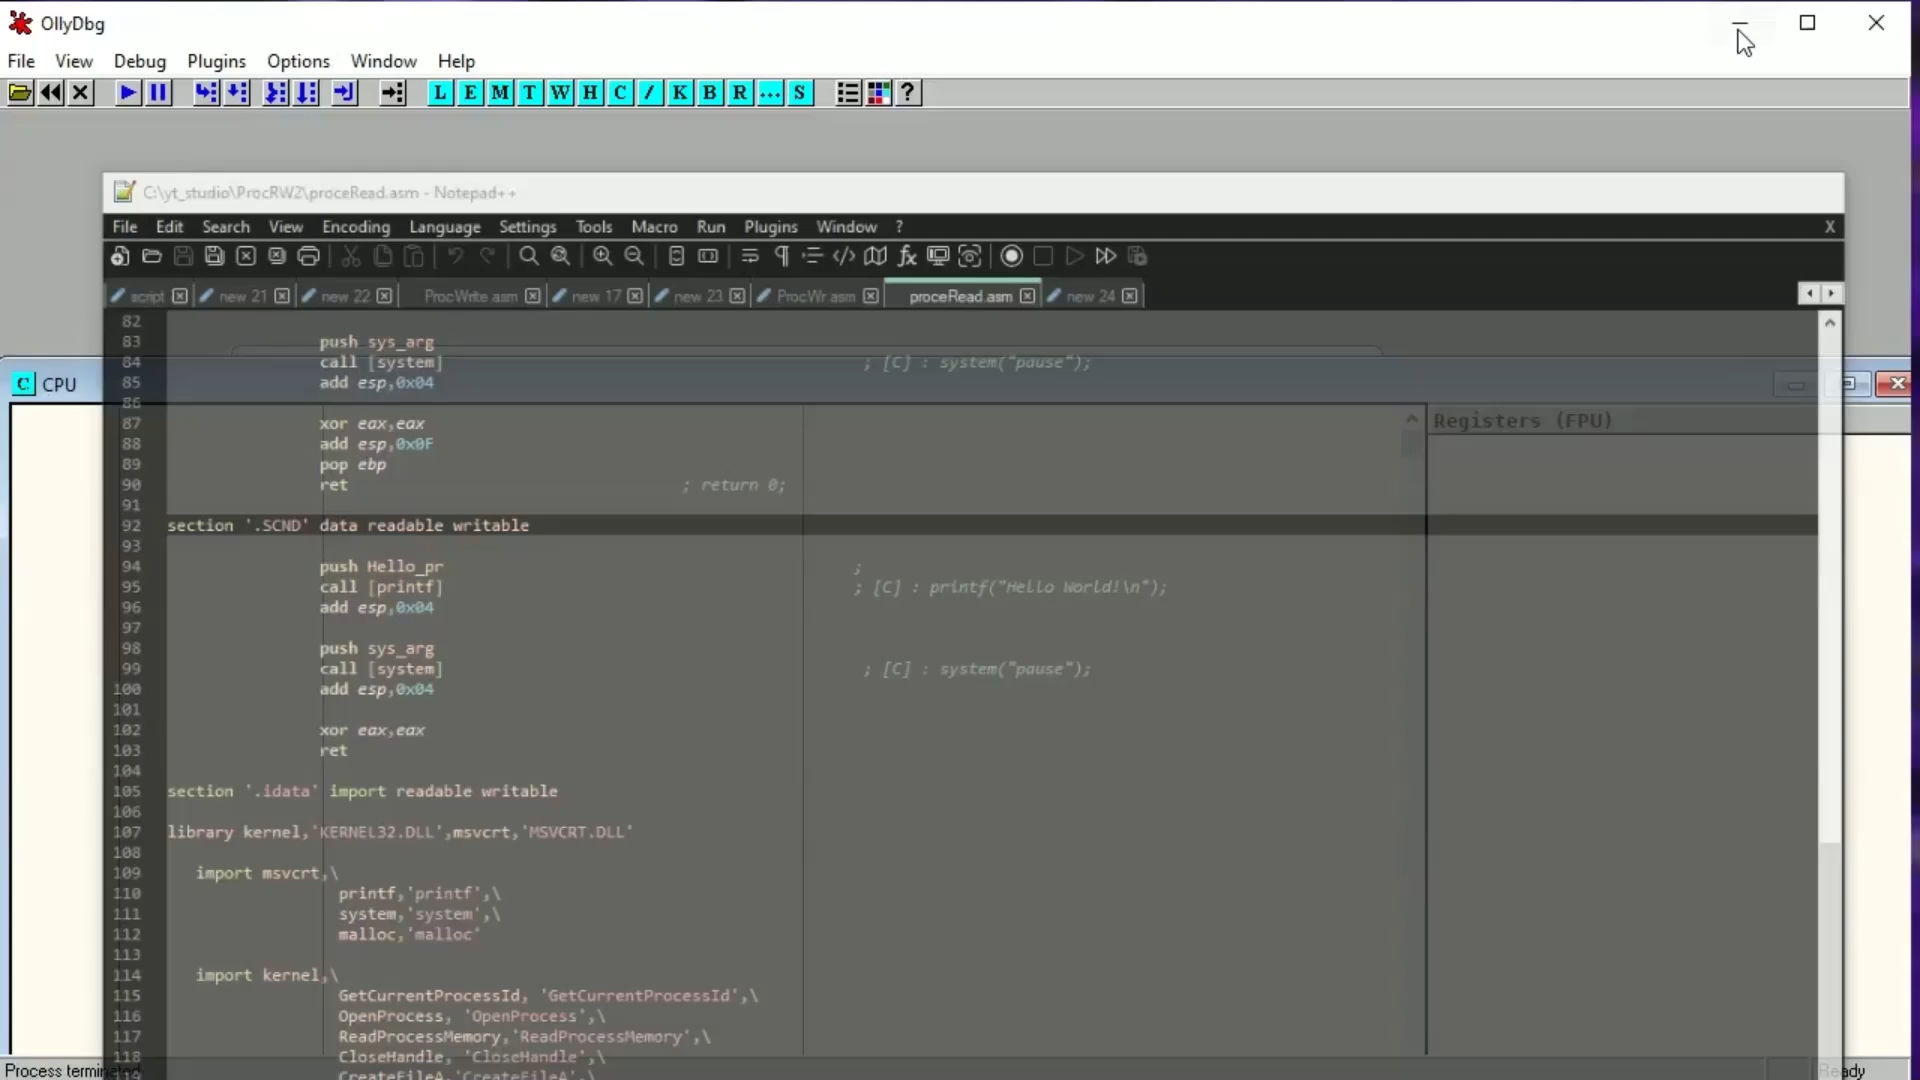 OllyDbg
File View Debug Plugins Options Window Help
L E M T W H C / K B R ... S ?
C:\yt_studio\ProcRW2\proceRead.asm - Notepad++
File Edit Search View Encoding Language Settings Tools Macro Run Plugins Window ? X
script new 21 new 22 ProcWrite.asm new 17 new 23 ProcWr.asm proceRead.asm new 24
82
83 push sys_arg
84 call [system] ; [C] : system("pause");
85 add esp,0x04
C CPU
86
87 xor eax,eax
Registers (FPU)
88 add esp,0x0F
89 pop ebp
90 ret ; return 0;
91
92 section '.SCND' data readable writable
93
94 push Hello_pr ;
95 call [printf] ; [C] : printf("Hello World!\n");
96 add esp,0x04
97
98 push sys_arg
99 call [system] ; [C] : system("pause");
100 add esp,0x04
101
102 xor eax,eax
103 ret
104
105 section '.idata' import readable writable
106
107 library kernel,'KERNEL32.DLL',msvcrt,'MSVCRT.DLL'
108
109 import msvcrt,\
110 printf,'printf',\
111 system,'system',\
112 malloc,'malloc'
113
114 import kernel,\
115 GetCurrentProcessId, 'GetCurrentProcessId',\
116 OpenProcess, 'OpenProcess',\
117 ReadProcessMemory,'ReadProcessMemory',\
118 CloseHandle, 'CloseHandle',\
119 CreateFileA,'CreateFileA',\
Process terminated
Ready